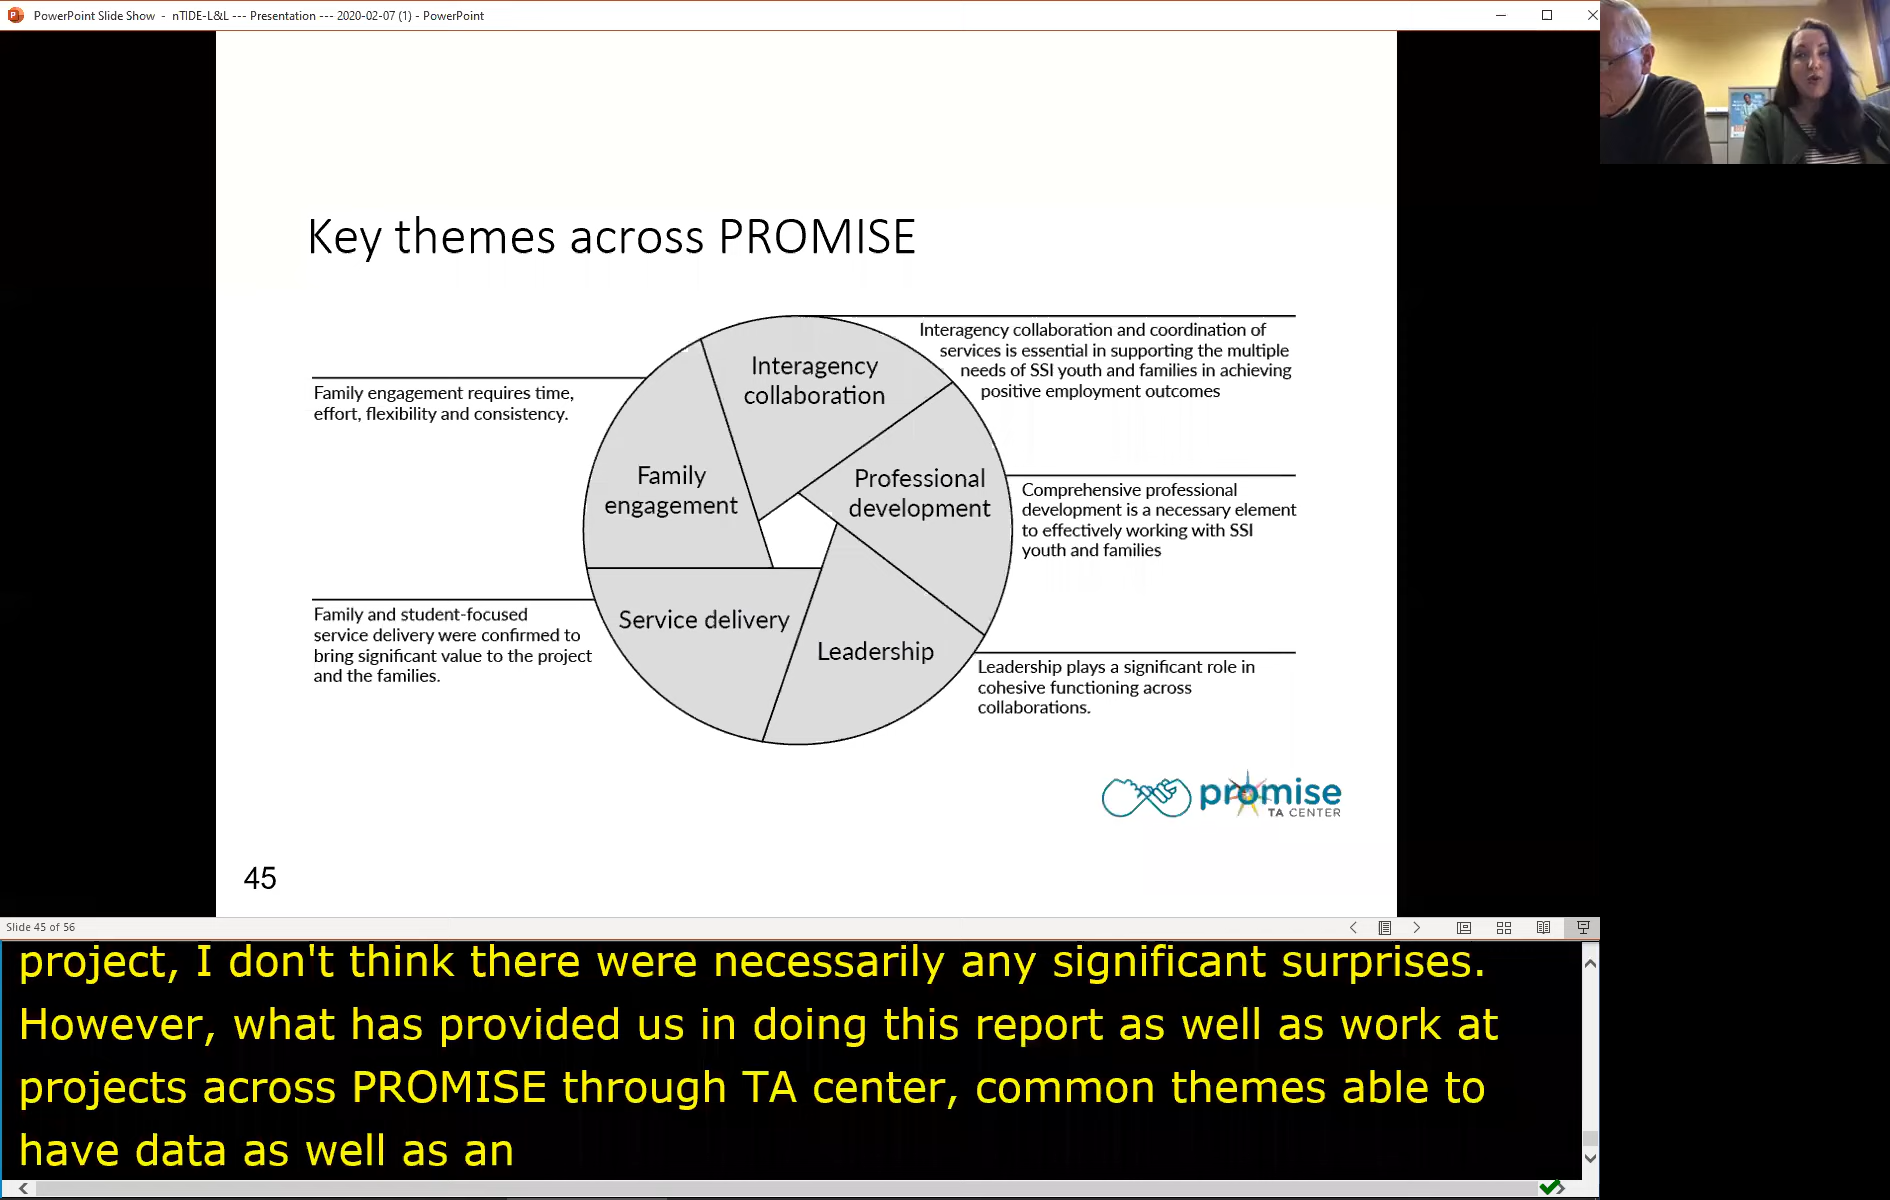 PowerPoint Slide Show - nTIDE-L&L --- Presentation --- 2020-02-07 (1) - PowerPoint
Key themes across PROMISE
Interagency collaboration and coordination of
services is essential in supporting the multiple
needs of SSI youth and families in achieving
positive employment outcomes
Interagency
collaboration
Family engagement requires time,
effort, flexibility and consistency.
Family
engagement
Professional
development
Comprehensive professional
development is a necessary element
to effectively working with SSI
youth and families
Family and student-focused
service delivery were confirmed to
bring significant value to the project
and the families.
Service delivery
Leadership
Leadership plays a significant role in
cohesive functioning across
collaborations.
promise
TA CENTER
45
Slide 45 of 56
project, I don't think there were necessarily any significant surprises.
However, what has provided us in doing this report as well as work at
projects across PROMISE through TA center, common themes able to
have data as well as an